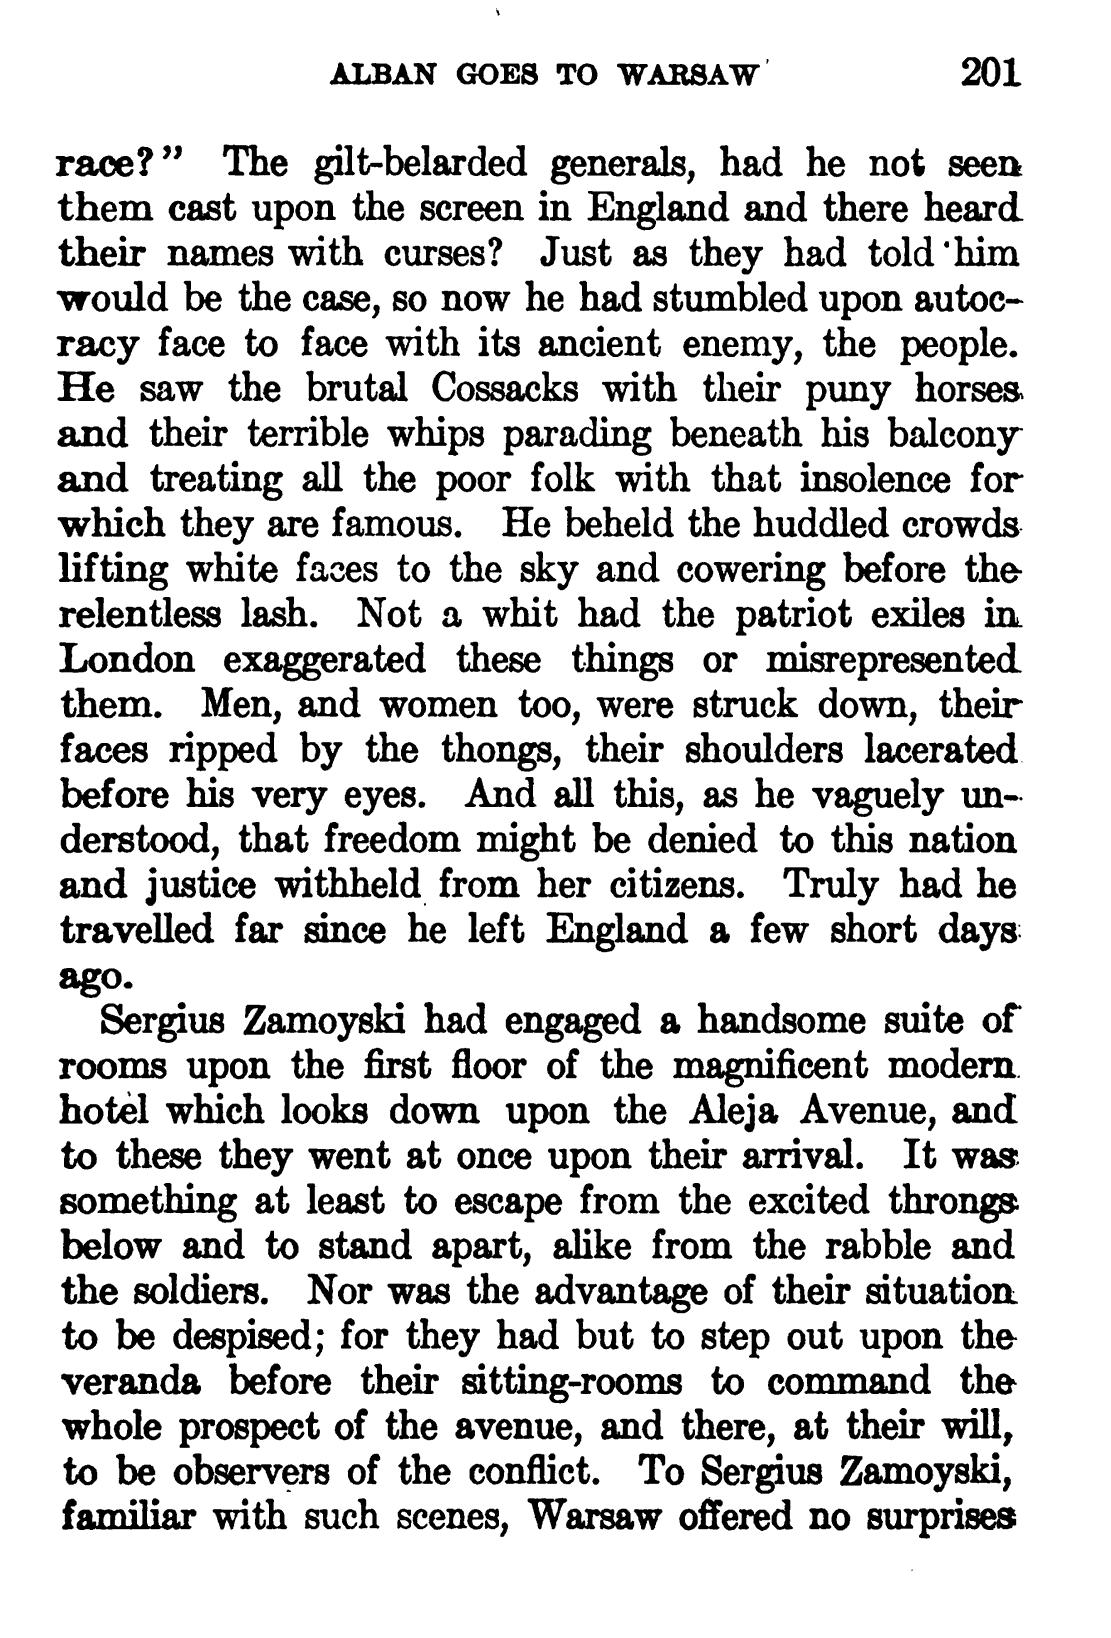 ALBAN GOES TO WARSAW 201
race?” The gilt-belarded generals, had he not seen
them cast upon the screen in England and there heard
their names with curses? Just as they had told him
would be the case, so now he had stumbled upon autoc-
racy face to face with its ancient enemy, the people.
He saw the brutal Cossacks with their puny horses
and their terrible whips parading beneath his balcony
and treating all the poor folk with that insolence for
which they are famous. He beheld the huddled crowds
lifting white faces to the sky and cowering before the
relentless lash. Not a whit had the patriot exiles in
London exaggerated these things or misrepresented
them. Men, and women too, were struck down, their
faces ripped by the thongs, their shoulders lacerated
before his very eyes. And all this, as he vaguely un-
derstood, that freedom might be denied to this nation
and justice withheld from her citizens. Truly had he
travelled far since he left England a few short days
ago.
Sergius Zamoyski had engaged a handsome suite of
rooms upon the first floor of the magnificent modern
hotel which looks down upon the Aleja Avenue, and
to these they went at once upon their arrival. It was
something at least to escape from the excited throngs
below and to stand apart, alike from the rabble and
the soldiers. Nor was the advantage of their situation
to be despised; for they had but to step out upon the
veranda before their sitting-rooms to command the
whole prospect of the avenue, and there, at their will,
to be observers of the conflict. To Sergius Zamoyski,
familiar with such scenes, Warsaw offered no surprises